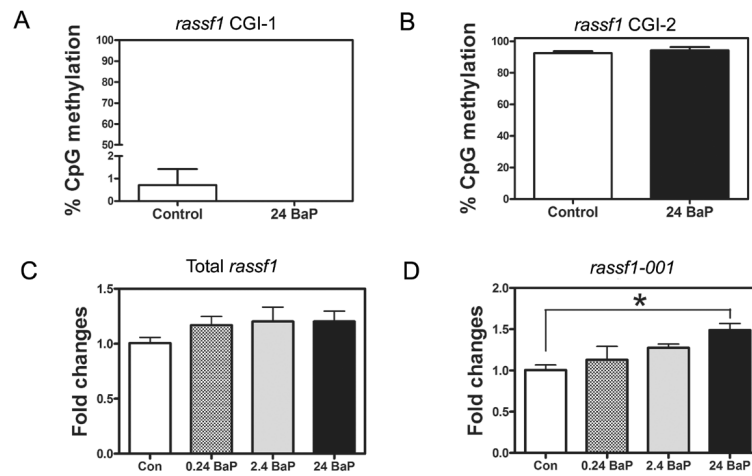 A
rassf1 CGI-1
% CpG methylation
100
90
80
70
60
50
2
1
0
Control 24 BaP
B
rassf1 CGI-2
% CpG methylation
100
80
60
40
20
0
Control 24 BaP
C
Total rassf1
Fold changes
1.5
1.0
0.5
0.0
Con 0.24 BaP 2.4 BaP 24 BaP
D
rassf1-001
Fold changes
2.0
1.5
1.0
0.5
0.0
*
Con 0.24 BaP 2.4 BaP 24 BaP